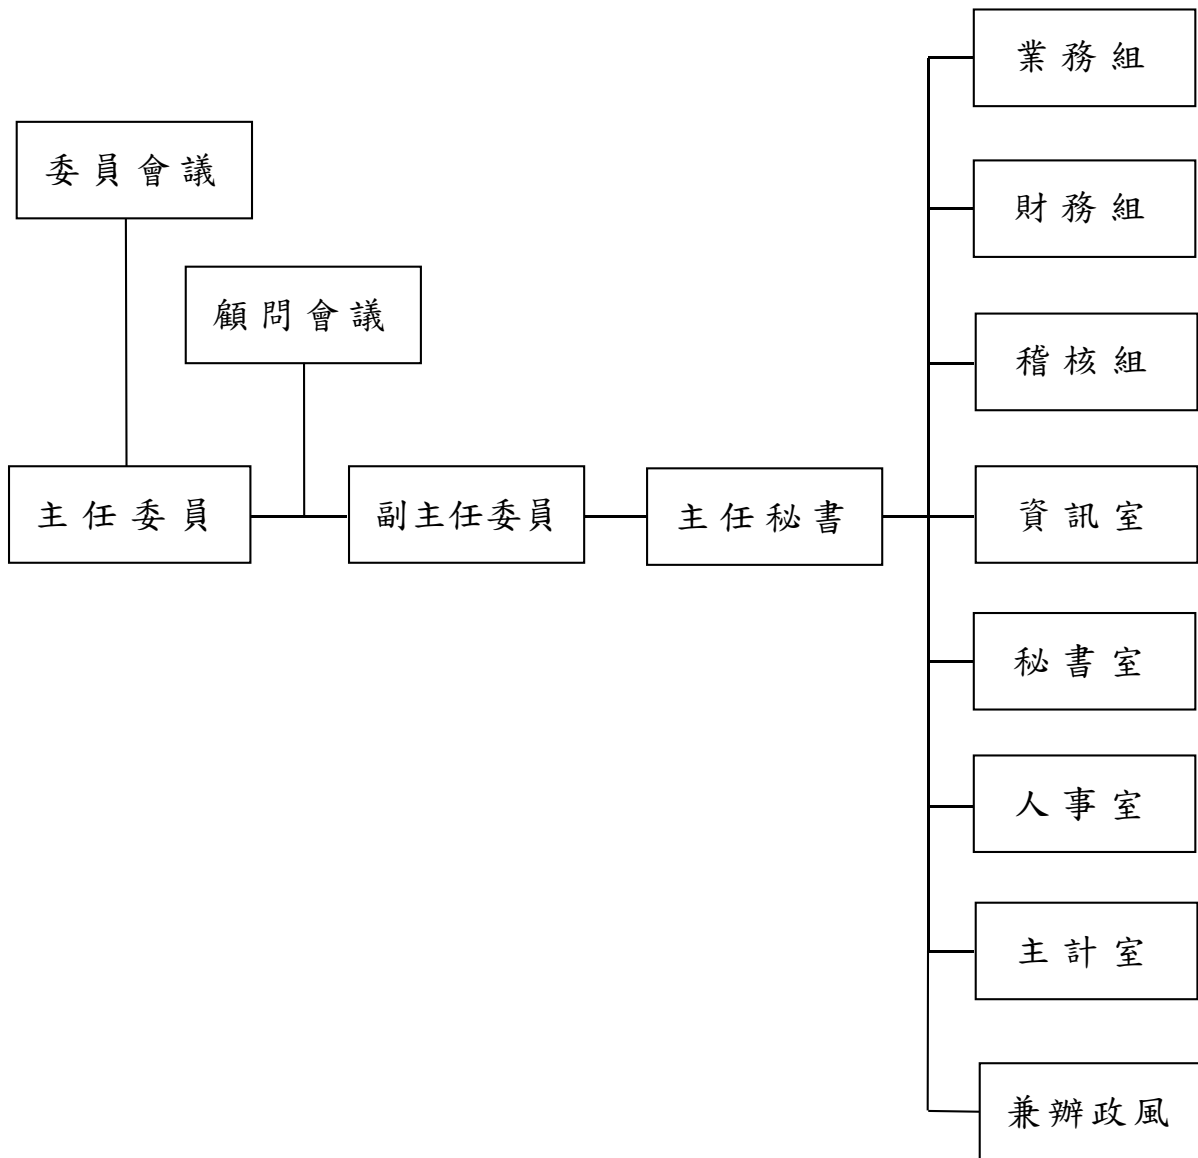 委員會議
顧問會議
主任委員
副主任委員
主任秘書
業務組
財務組
稽核組
資訊室
秘書室
人事室
主計室
兼辦政風